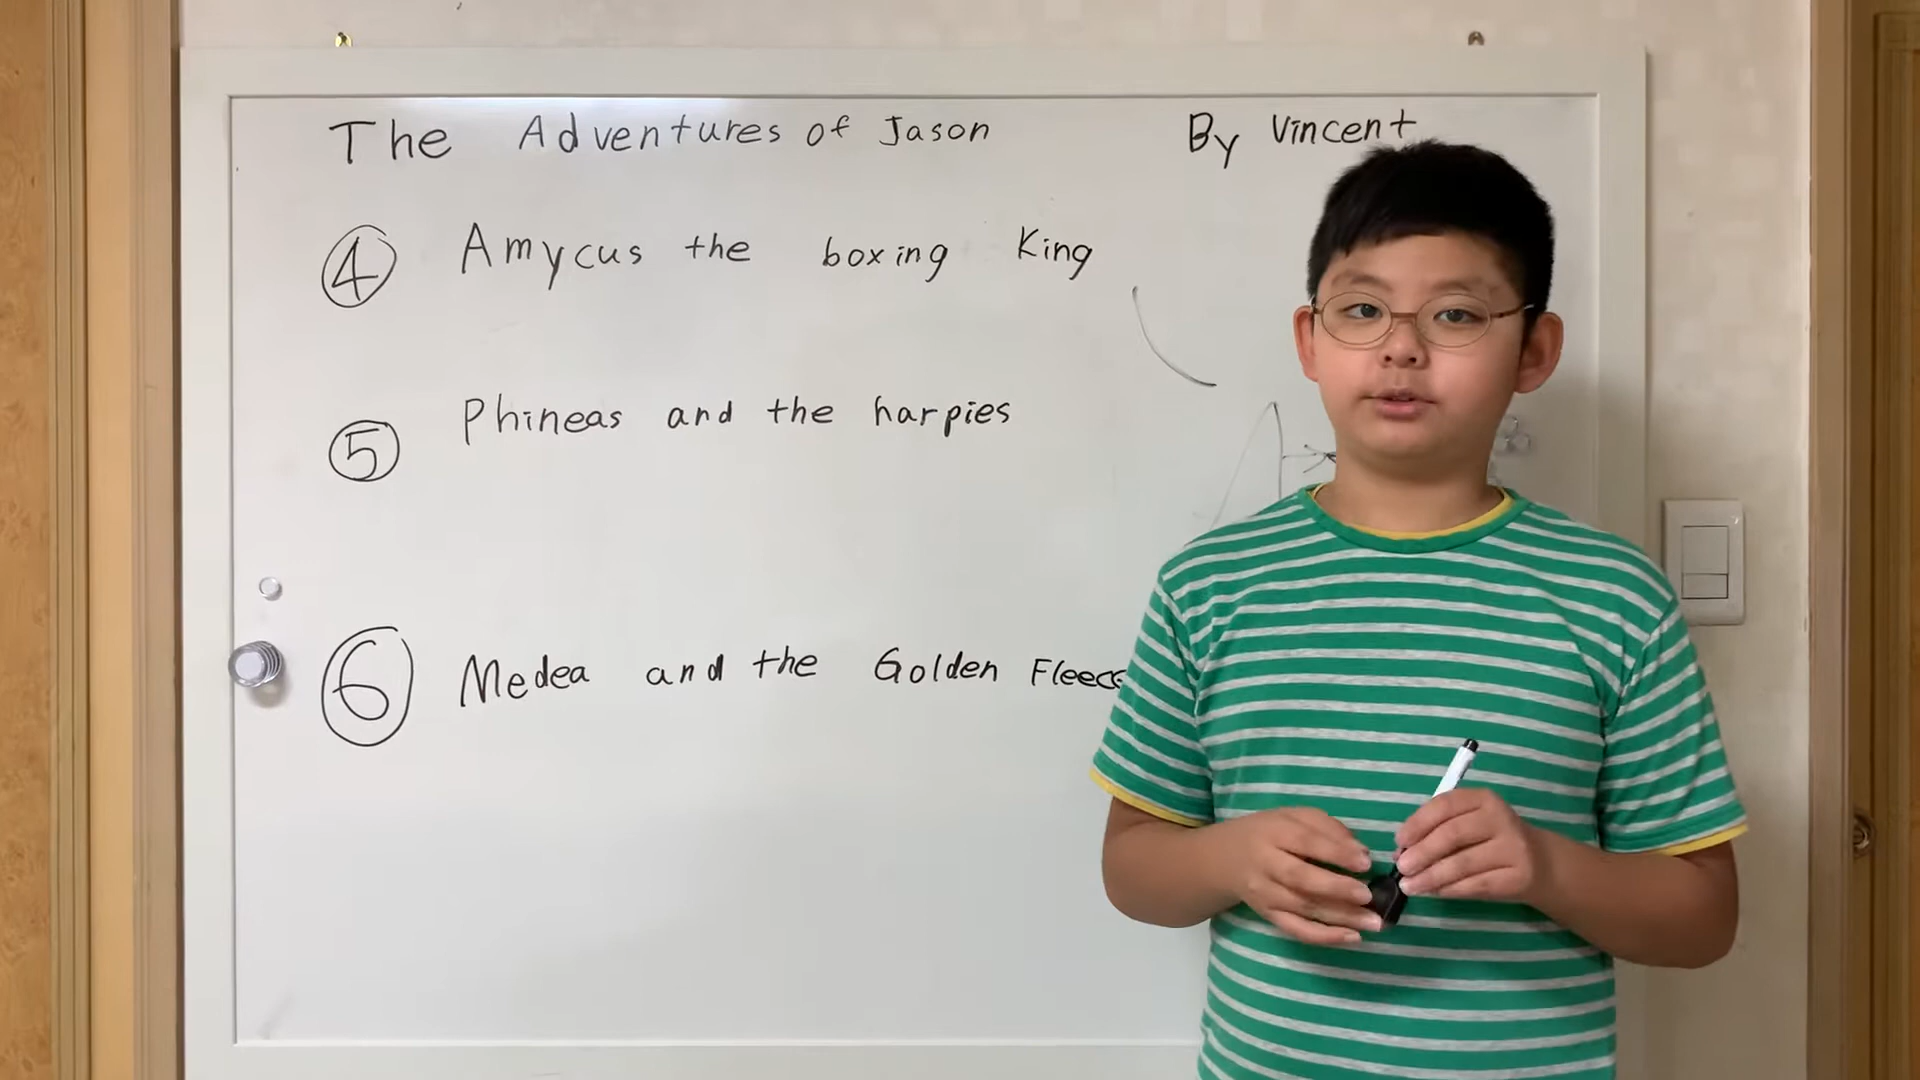 The Adventures of Jason By Vincent
4 Amycus the boxing King
5 Phineas and the harpies
6 Medea and the Golden Fleece